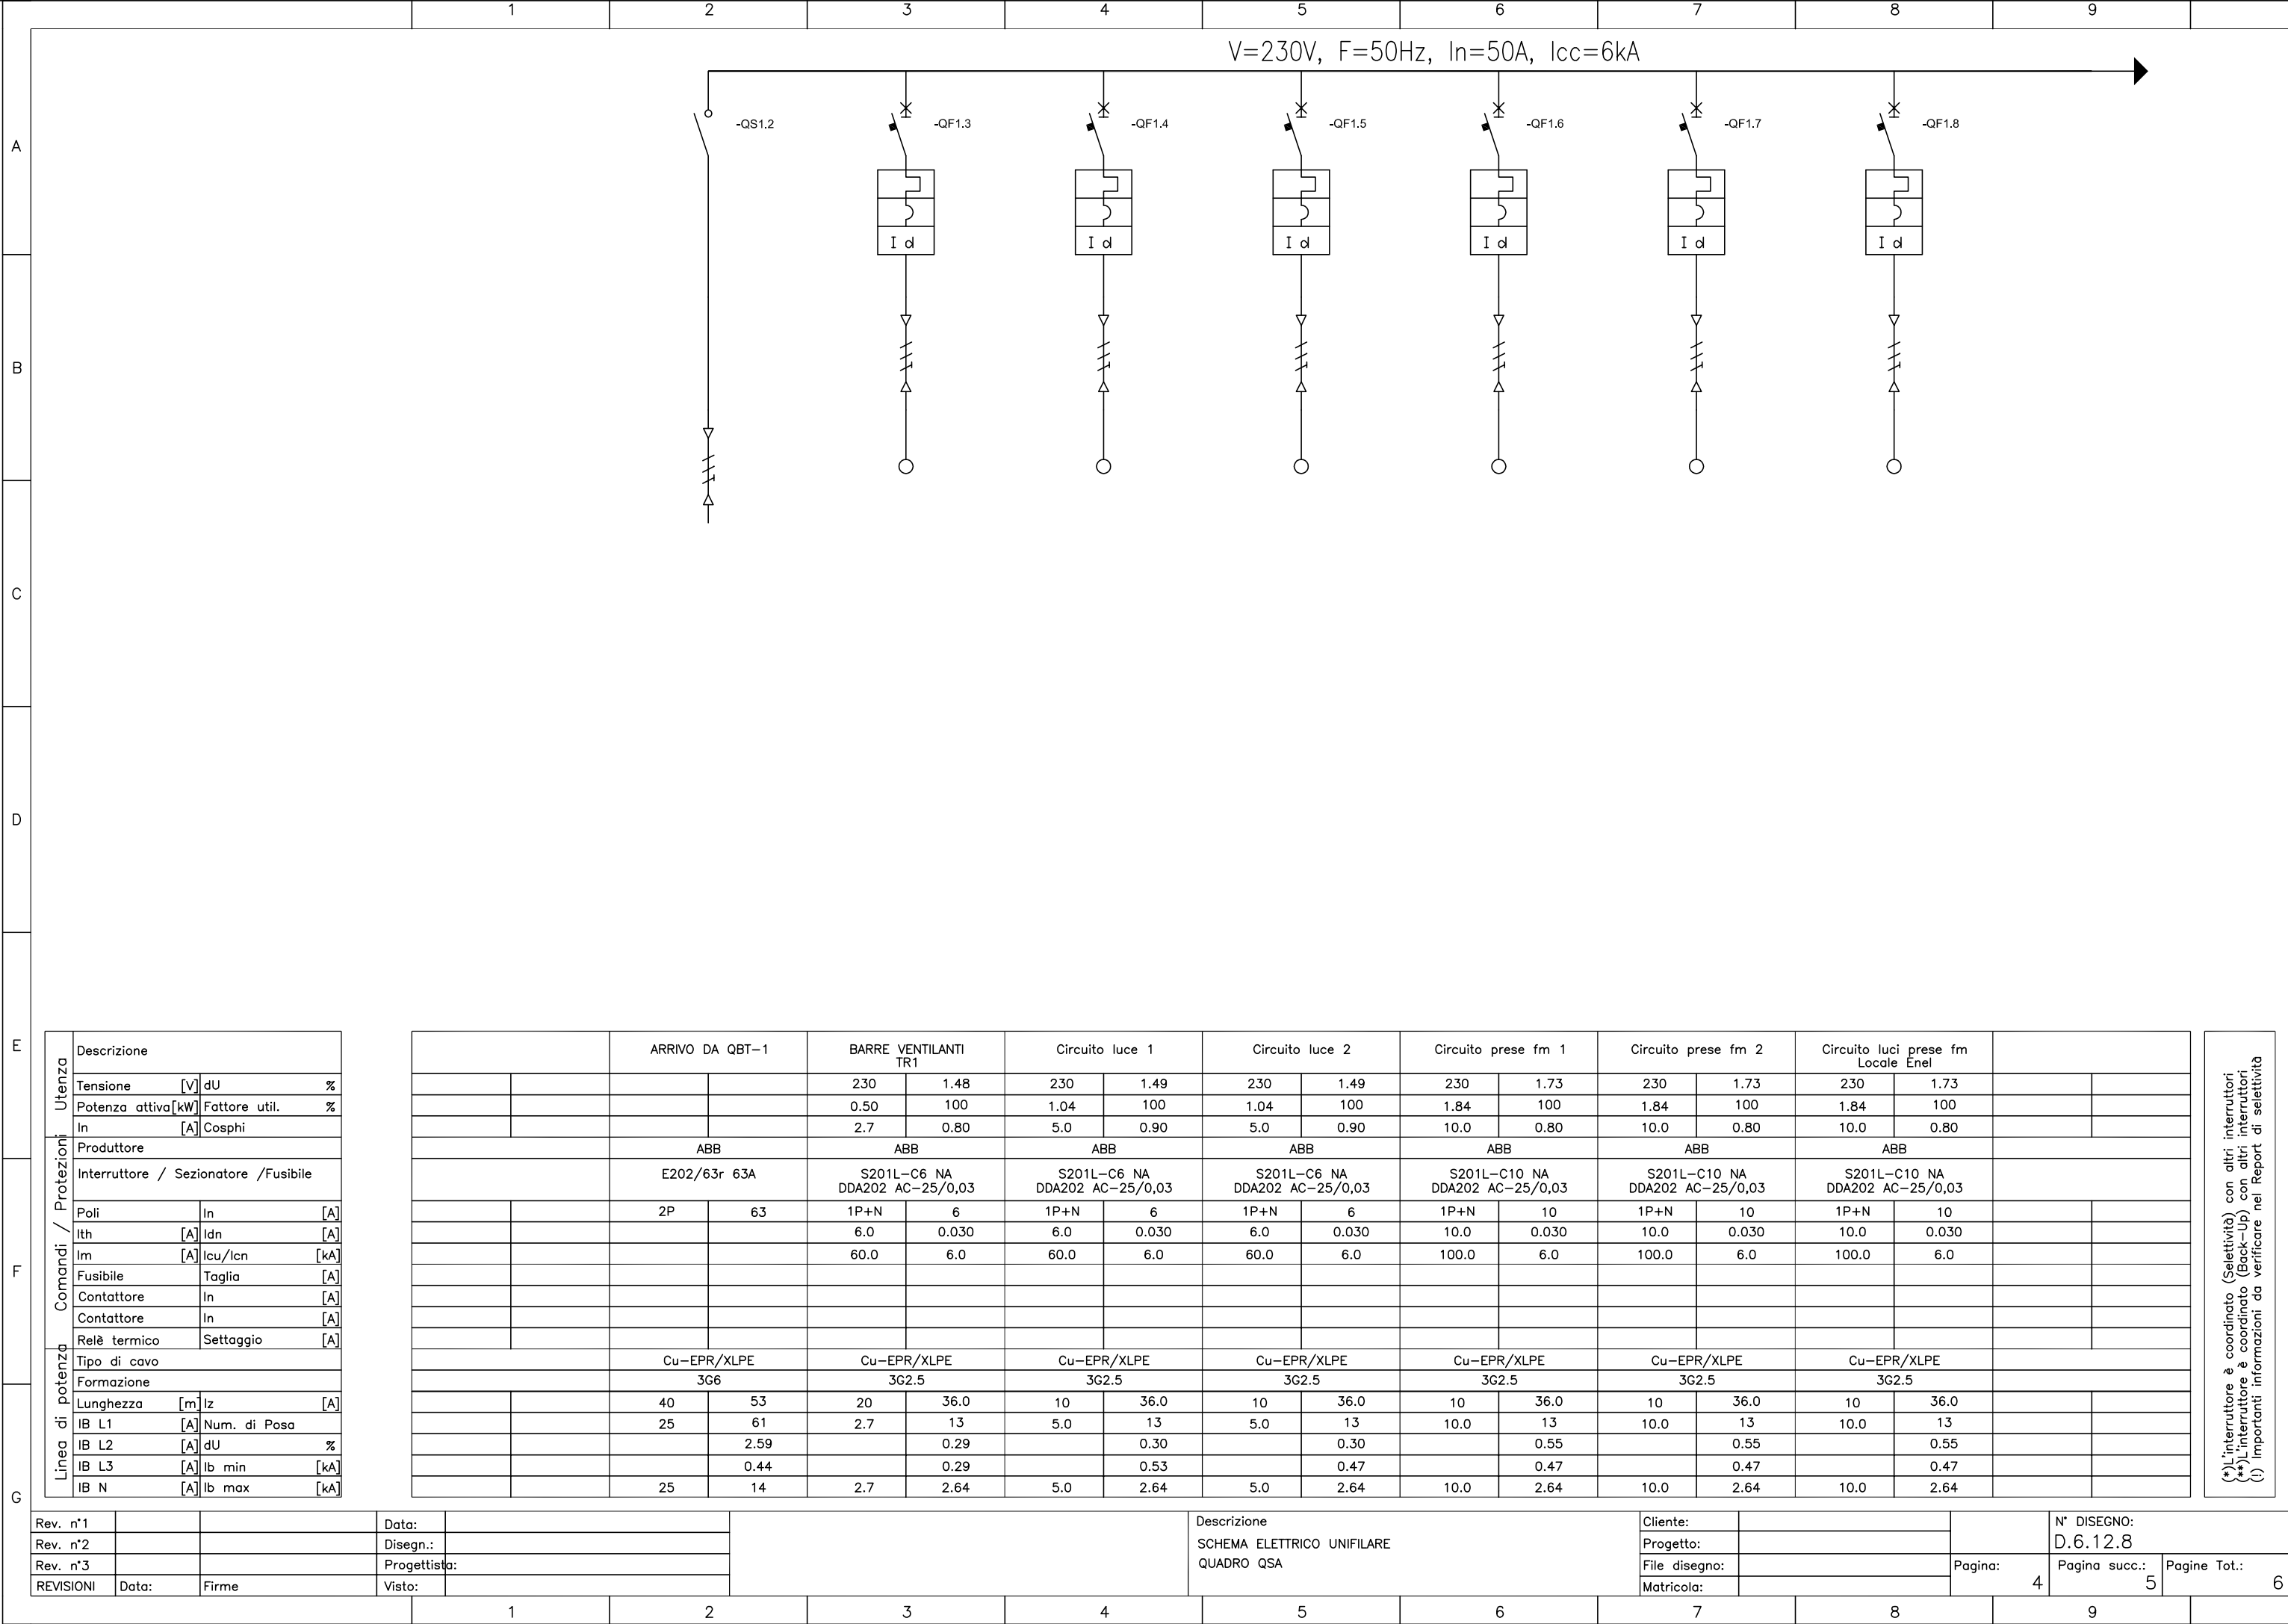 1 2 3 4 5 6 7 8 9
V=230V, F=50Hz, In=50A, Icc=6kA
A
-QS1.2 -QF1.3 -QF1.4 -QF1.5 -QF1.6 -QF1.7 -QF1.8
I d I d I d I d I d I d
B
C
D
E
F
G
Utenza
Comandi / Protezioni
Linea di potenza
Descrizione ARRIVO DA QBT-1 BARRE VENTILANTI Circuito luce 1 Circuito luce 2 Circuito prese fm 1 Circuito prese fm 2 Circuito luci prese fm
TR1 Locale Enel
Tensione [V] dU % 230 1.48 230 1.49 230 1.49 230 1.73 230 1.73 230 1.73
Potenza attiva[kW] Fattore util. % 0.50 100 1.04 100 1.04 100 1.84 100 1.84 100 1.84 100
In [A] Cosphi 2.7 0.80 5.0 0.90 5.0 0.90 10.0 0.80 10.0 0.80 10.0 0.80
Produttore ABB ABB ABB ABB ABB ABB ABB
Interruttore / Sezionatore /Fusibile E202/63r 63A S201L-C6 NA S201L-C6 NA S201L-C6 NA S201L-C10 NA S201L-C10 NA S201L-C10 NA
DDA202 AC-25/0,03 DDA202 AC-25/0,03 DDA202 AC-25/0,03 DDA202 AC-25/0,03 DDA202 AC-25/0,03 DDA202 AC-25/0,03
Poli In [A] 2P 63 1P+N 6 1P+N 6 1P+N 6 1P+N 10 1P+N 10 1P+N 10
Ith [A] Idn [A] 6.0 0.030 6.0 0.030 6.0 0.030 10.0 0.030 10.0 0.030 10.0 0.030
Im [A] Icu/Icn [kA] 60.0 6.0 60.0 6.0 60.0 6.0 100.0 6.0 100.0 6.0 100.0 6.0
Fusibile Taglia [A]
Contattore In [A]
Contattore In [A]
Relè termico Settaggio [A]
Tipo di cavo Cu-EPR/XLPE Cu-EPR/XLPE Cu-EPR/XLPE Cu-EPR/XLPE Cu-EPR/XLPE Cu-EPR/XLPE Cu-EPR/XLPE
Formazione 3G6 3G2.5 3G2.5 3G2.5 3G2.5 3G2.5 3G2.5
Lunghezza [m] Iz [A] 40 53 20 36.0 10 36.0 10 36.0 10 36.0 10 36.0 10 36.0
IB L1 [A] Num. di Posa 25 61 2.7 13 5.0 13 5.0 13 10.0 13 10.0 13 10.0 13
IB L2 [A] dU % 2.59 0.29 0.30 0.30 0.55 0.55 0.55
IB L3 [A] Ib min [kA] 0.44 0.29 0.53 0.47 0.47 0.47 0.47
IB N [A] Ib max [kA] 25 14 2.7 2.64 5.0 2.64 5.0 2.64 10.0 2.64 10.0 2.64 10.0 2.64
(*)L'interruttore è coordinato (Selettività) con altri interruttori
(**)L'interruttore è coordinato (Back-Up) con altri interruttori
(!) Importanti informazioni da verificare nel Report di selettività
Rev. n°1 Data:
Rev. n°2 Disegn.:
Rev. n°3 Progettista:
REVISIONI Data: Firme Visto:
Descrizione
SCHEMA ELETTRICO UNIFILARE
QUADRO QSA
Cliente:
Progetto:
File disegno:
Matricola:
N° DISEGNO:
D.6.12.8
Pagina: Pagina succ.: Pagine Tot.:
4 5 6
1 2 3 4 5 6 7 8 9